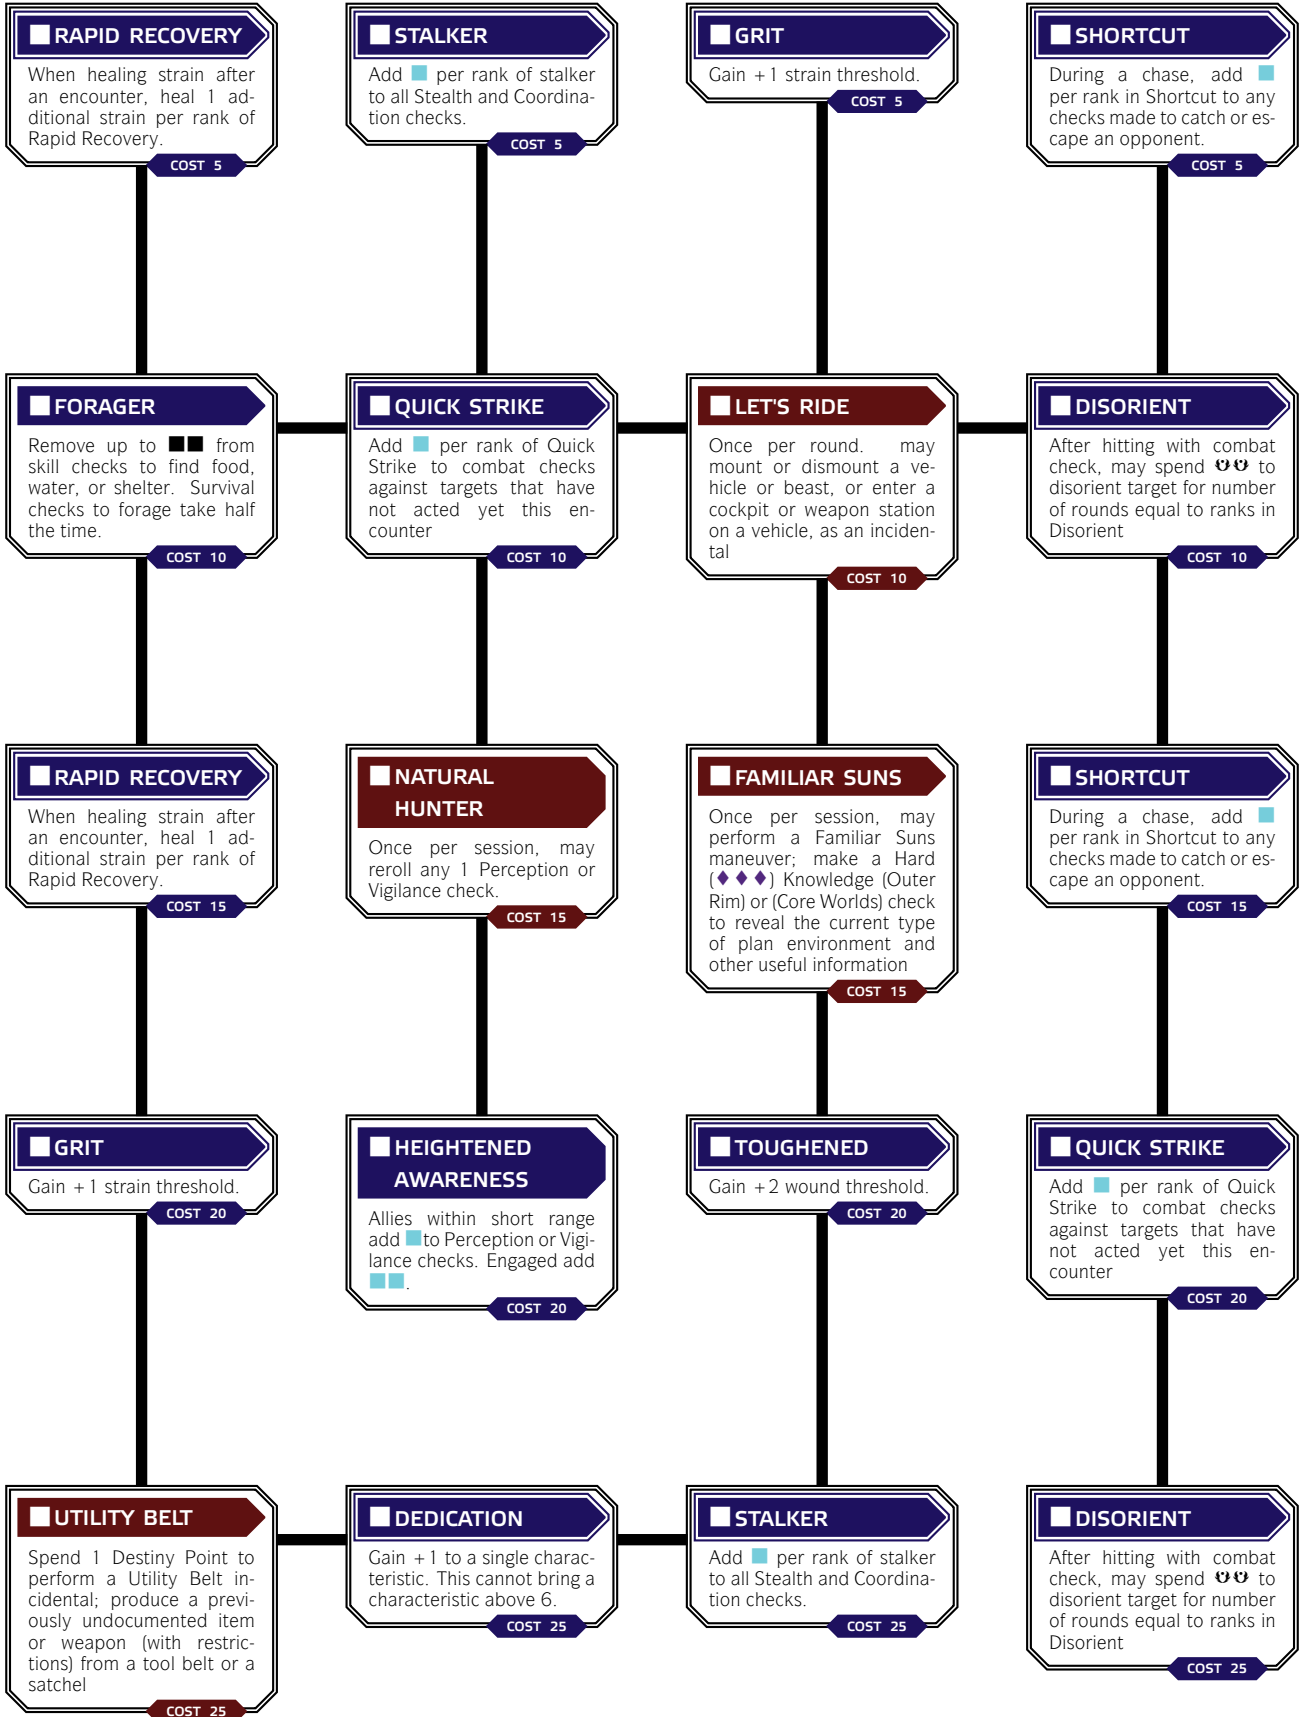 RAPID RECOVERY
When healing strain after
an encounter, heal 1 ad-
ditional strain per rank of
Rapid Recovery.
COST 5
STALKER
Add per rank of stalker
to all Stealth and Coordina-
tion checks.
COST 5
GRIT
Gain +1 strain threshold.
COST 5
SHORTCUT
During a chase, add
per rank in Shortcut to any
checks made to catch or es-
cape an opponent.
COST 5
FORAGER
Remove up to from
skill checks to find food,
water, or shelter. Survival
checks to forage take half
the time.
COST 10
QUICK STRIKE
Add per rank of Quick
Strike to combat checks
against targets that have
not acted yet this en-
counter
COST 10
LET'S RIDE
Once per round. may
mount or dismount a ve-
hicle or beast, or enter a
cockpit or weapon station
on a vehicle, as an inciden-
tal
COST 10
DISORIENT
After hitting with combat
check, may spend to
disorient target for number
of rounds equal to ranks in
Disorient
COST 10
RAPID RECOVERY
When healing strain after
an encounter, heal 1 ad-
ditional strain per rank of
Rapid Recovery.
COST 15
NATURAL
HUNTER
Once per session, may
reroll any 1 Perception or
Vigilance check.
COST 15
FAMILIAR SUNS
Once per session, may
perform a Familiar Suns
maneuver; make a Hard
(♦♦♦) Knowledge (Outer
Rim) or (Core Worlds) check
to reveal the current type
of plan environment and
other useful information
COST 15
SHORTCUT
During a chase, add
per rank in Shortcut to any
checks made to catch or es-
cape an opponent.
COST 15
GRIT
Gain +1 strain threshold.
COST 20
HEIGHTENED
AWARENESS
Allies within short range
add to Perception or Vigi-
lance checks. Engaged add
.
COST 20
TOUGHENED
Gain +2 wound threshold.
COST 20
QUICK STRIKE
Add per rank of Quick
Strike to combat checks
against targets that have
not acted yet this en-
counter
COST 20
UTILITY BELT
Spend 1 Destiny Point to
perform a Utility Belt in-
cidental; produce a previ-
ously undocumented item
or weapon (with restric-
tions) from a tool belt or a
satchel
COST 25
DEDICATION
Gain +1 to a single charac-
teristic. This cannot bring a
characteristic above 6.
COST 25
STALKER
Add per rank of stalker
to all Stealth and Coordina-
tion checks.
COST 25
DISORIENT
After hitting with combat
check, may spend to
disorient target for number
of rounds equal to ranks in
Disorient
COST 25